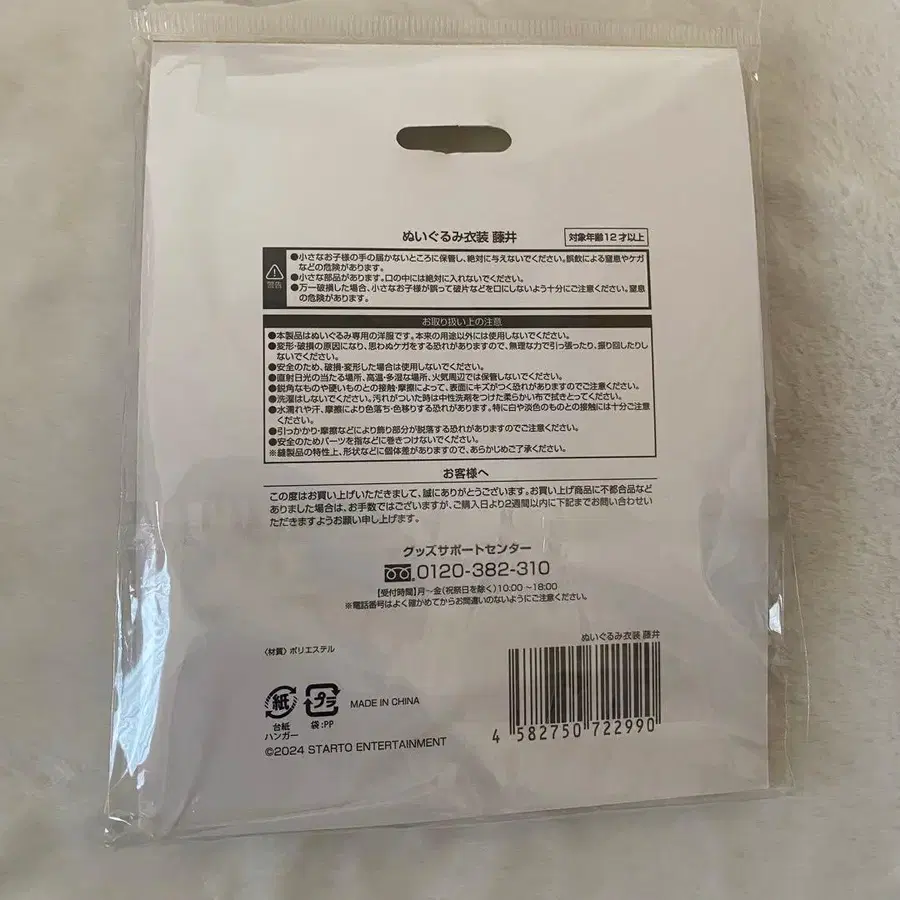 ぬいぐるみ衣装 藤井
対象年齢12才以上
警告
●小さなお子様の手の届かないところに保管し、絶対に与えないでください。誤飲による窒息やケガ
などの危険があります。
●小さな部品があります。口の中には絶対に入れないでください。
●万一破損した場合、小さなお子様が誤って破片などを口にしないよう十分にご注意ください。窒息
の危険があります。
お取り扱い上の注意
●本製品はぬいぐるみ専用の洋服です。本来の用途以外には使用しないでください。
●変形・破損の原因になり、思わぬケガをする恐れがありますので、無理な力で引っ張ったり、振り回したりし
ないでください。
●安全のため、破損・変形した場合は使用しないでください。
●直射日光の当たる場所、高温・多湿な場所、火気周辺では保管しないでください。
●鋭角なものや硬いものとの接触・摩擦によって、表面にキズがつく恐れがありますのでご注意ください。
●洗濯はしないでください。汚れがついた時は中性洗剤をつけた柔らかい布で拭きとってください。
●水濡れや汗、摩擦により色落ち・色移りする恐れがあります。特に白や淡色のものとの接触には十分ご注意
ください。
●引っかかり・摩擦などにより飾り部分が脱落する恐れがありますのでご注意ください。
●安全のためパーツを指などに巻きつけないでください。
※縫製品の特性上、形状などに個体差がありますので、あらかじめご了承ください。
お客様へ
この度はお買い上げいただきまして、誠にありがとうございます。お買い上げ商品に不都合品など
ありました場合は、お手数ではございますが、ご購入日より2週間以内に下記までお問い合わせい
ただきますようお願い申し上げます。
グッズサポートセンター
0120-382-310
【受付時間】月〜金(祝祭日を除く)10:00〜18:00
※電話番号はよく確かめてからお間違いのないようにご注意ください。
ぬいぐるみ衣装 藤井
〈材質〉ポリエステル
紙 プラ MADE IN CHINA
台紙 袋:PP
ハンガー
©2024 STARTO ENTERTAINMENT
4 582750 722990